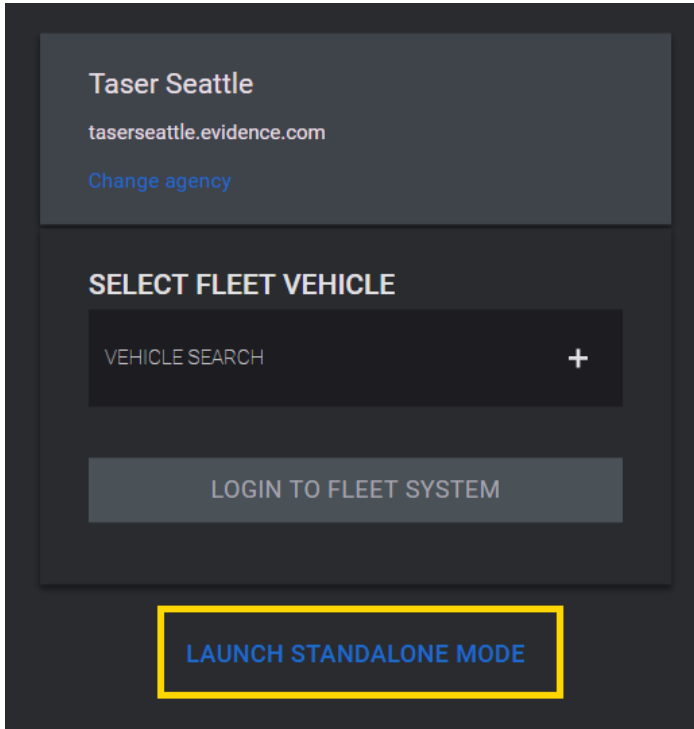 Taser Seattle
taserseattle.evidence.com
Change agency
SELECT FLEET VEHICLE
VEHICLE SEARCH +
LOGIN TO FLEET SYSTEM
LAUNCH STANDALONE MODE